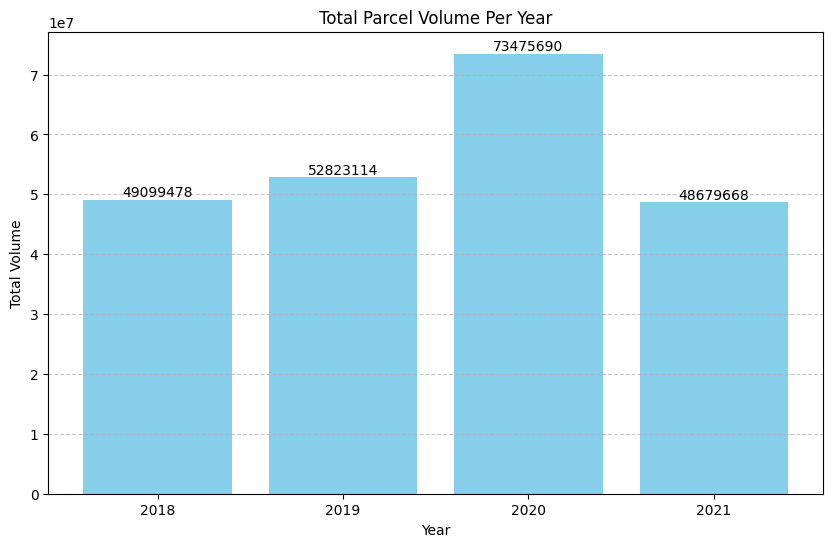 Total Parcel Volume Per Year
1e7
73475690
7
6
52823114
49099478
48679668
5
4
3
2
1
0
Total Volume
2018 2019 2020 2021
Year